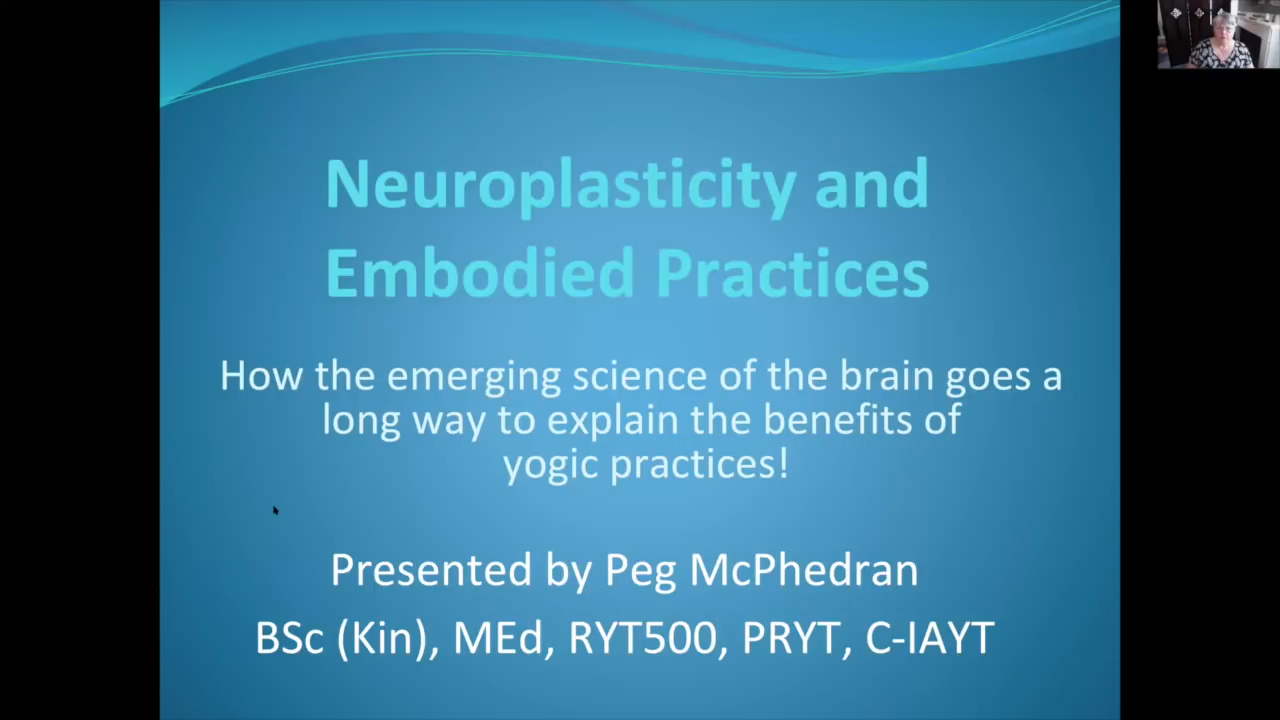 Neuroplasticity and
Embodied Practices
How the emerging science of the brain goes a
long way to explain the benefits of
yogic practices!
Presented by Peg McPhedran
BSc (Kin), MEd, RYT500, PRYT, C-IAYT